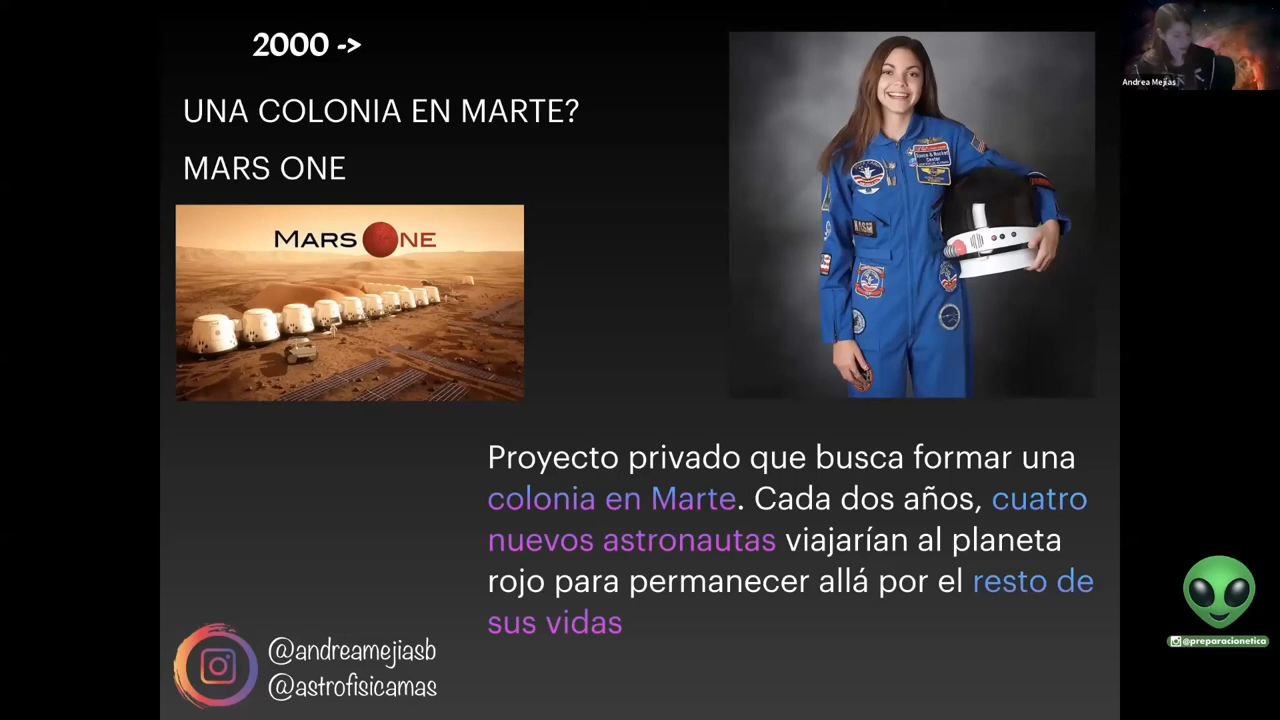 2000 ->
UNA COLONIA EN MARTE?
MARS ONE
MARS ONE
Proyecto privado que busca formar una
colonia en Marte. Cada dos años, cuatro
nuevos astronautas viajarían al planeta
rojo para permanecer allá por el resto de
sus vidas
@andreamejiasb
@astrofisicamas
Andrea Mejías
@preparacionetica